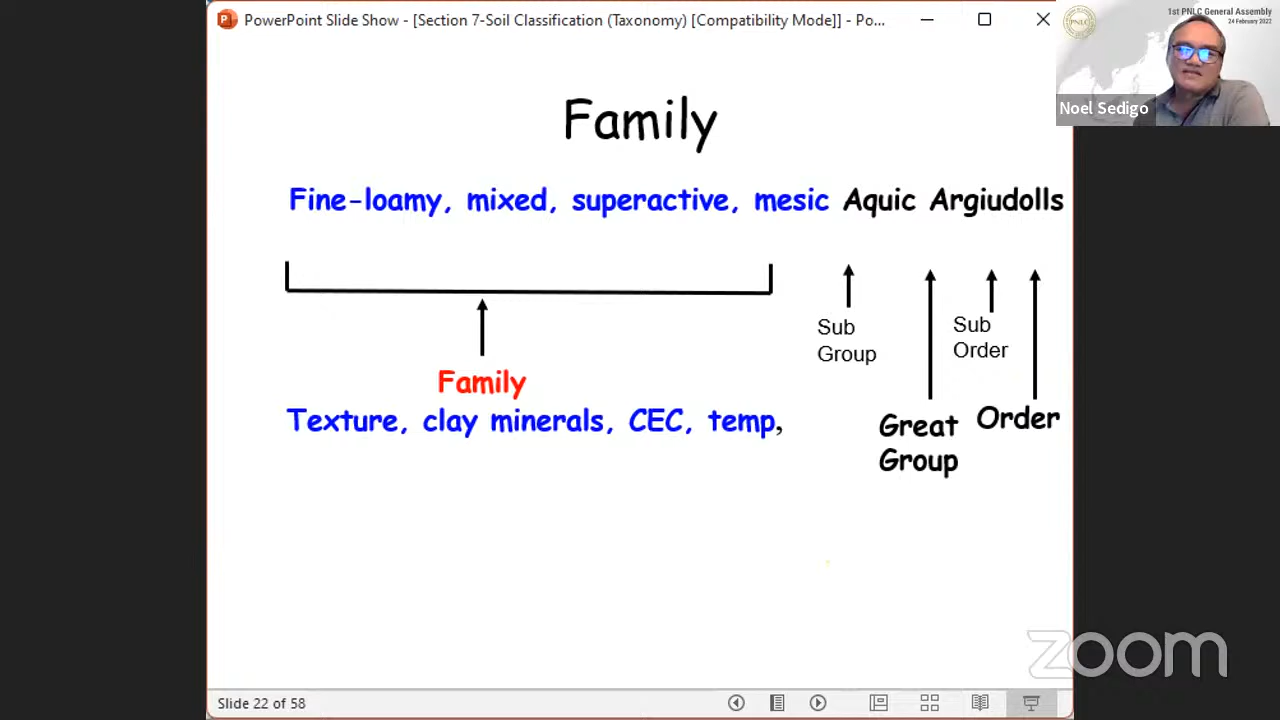 PowerPoint Slide Show - [Section 7-Soil Classification (Taxonomy) [Compatibility Mode]] - Po...
1st PNLC General Assembly
24 February 2022
PNLC
Noel Sedigo
Family
Fine-loamy, mixed, superactive, mesic Aquic Argiudolls
Sub
Group
Sub
Order
Family
Texture, clay minerals, CEC, temp,
Great
Group
Order
zoom
Slide 22 of 58